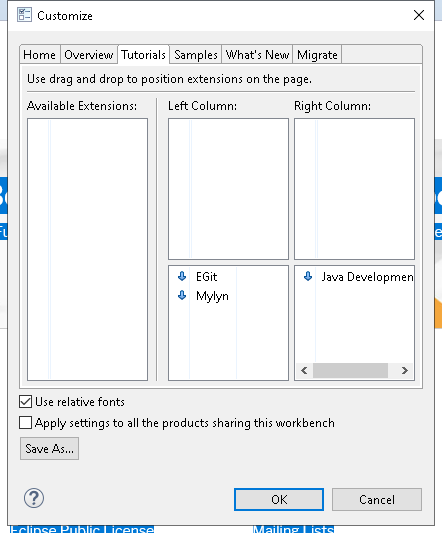 Customize
Home Overview Tutorials Samples What's New Migrate
Use drag and drop to position extensions on the page.
Available Extensions: Left Column: Right Column:
EGit Java Developmen
Mylyn
Use relative fonts
Apply settings to all the products sharing this workbench
Save As...
? OK Cancel
Eclipse Public License Mailing Lists